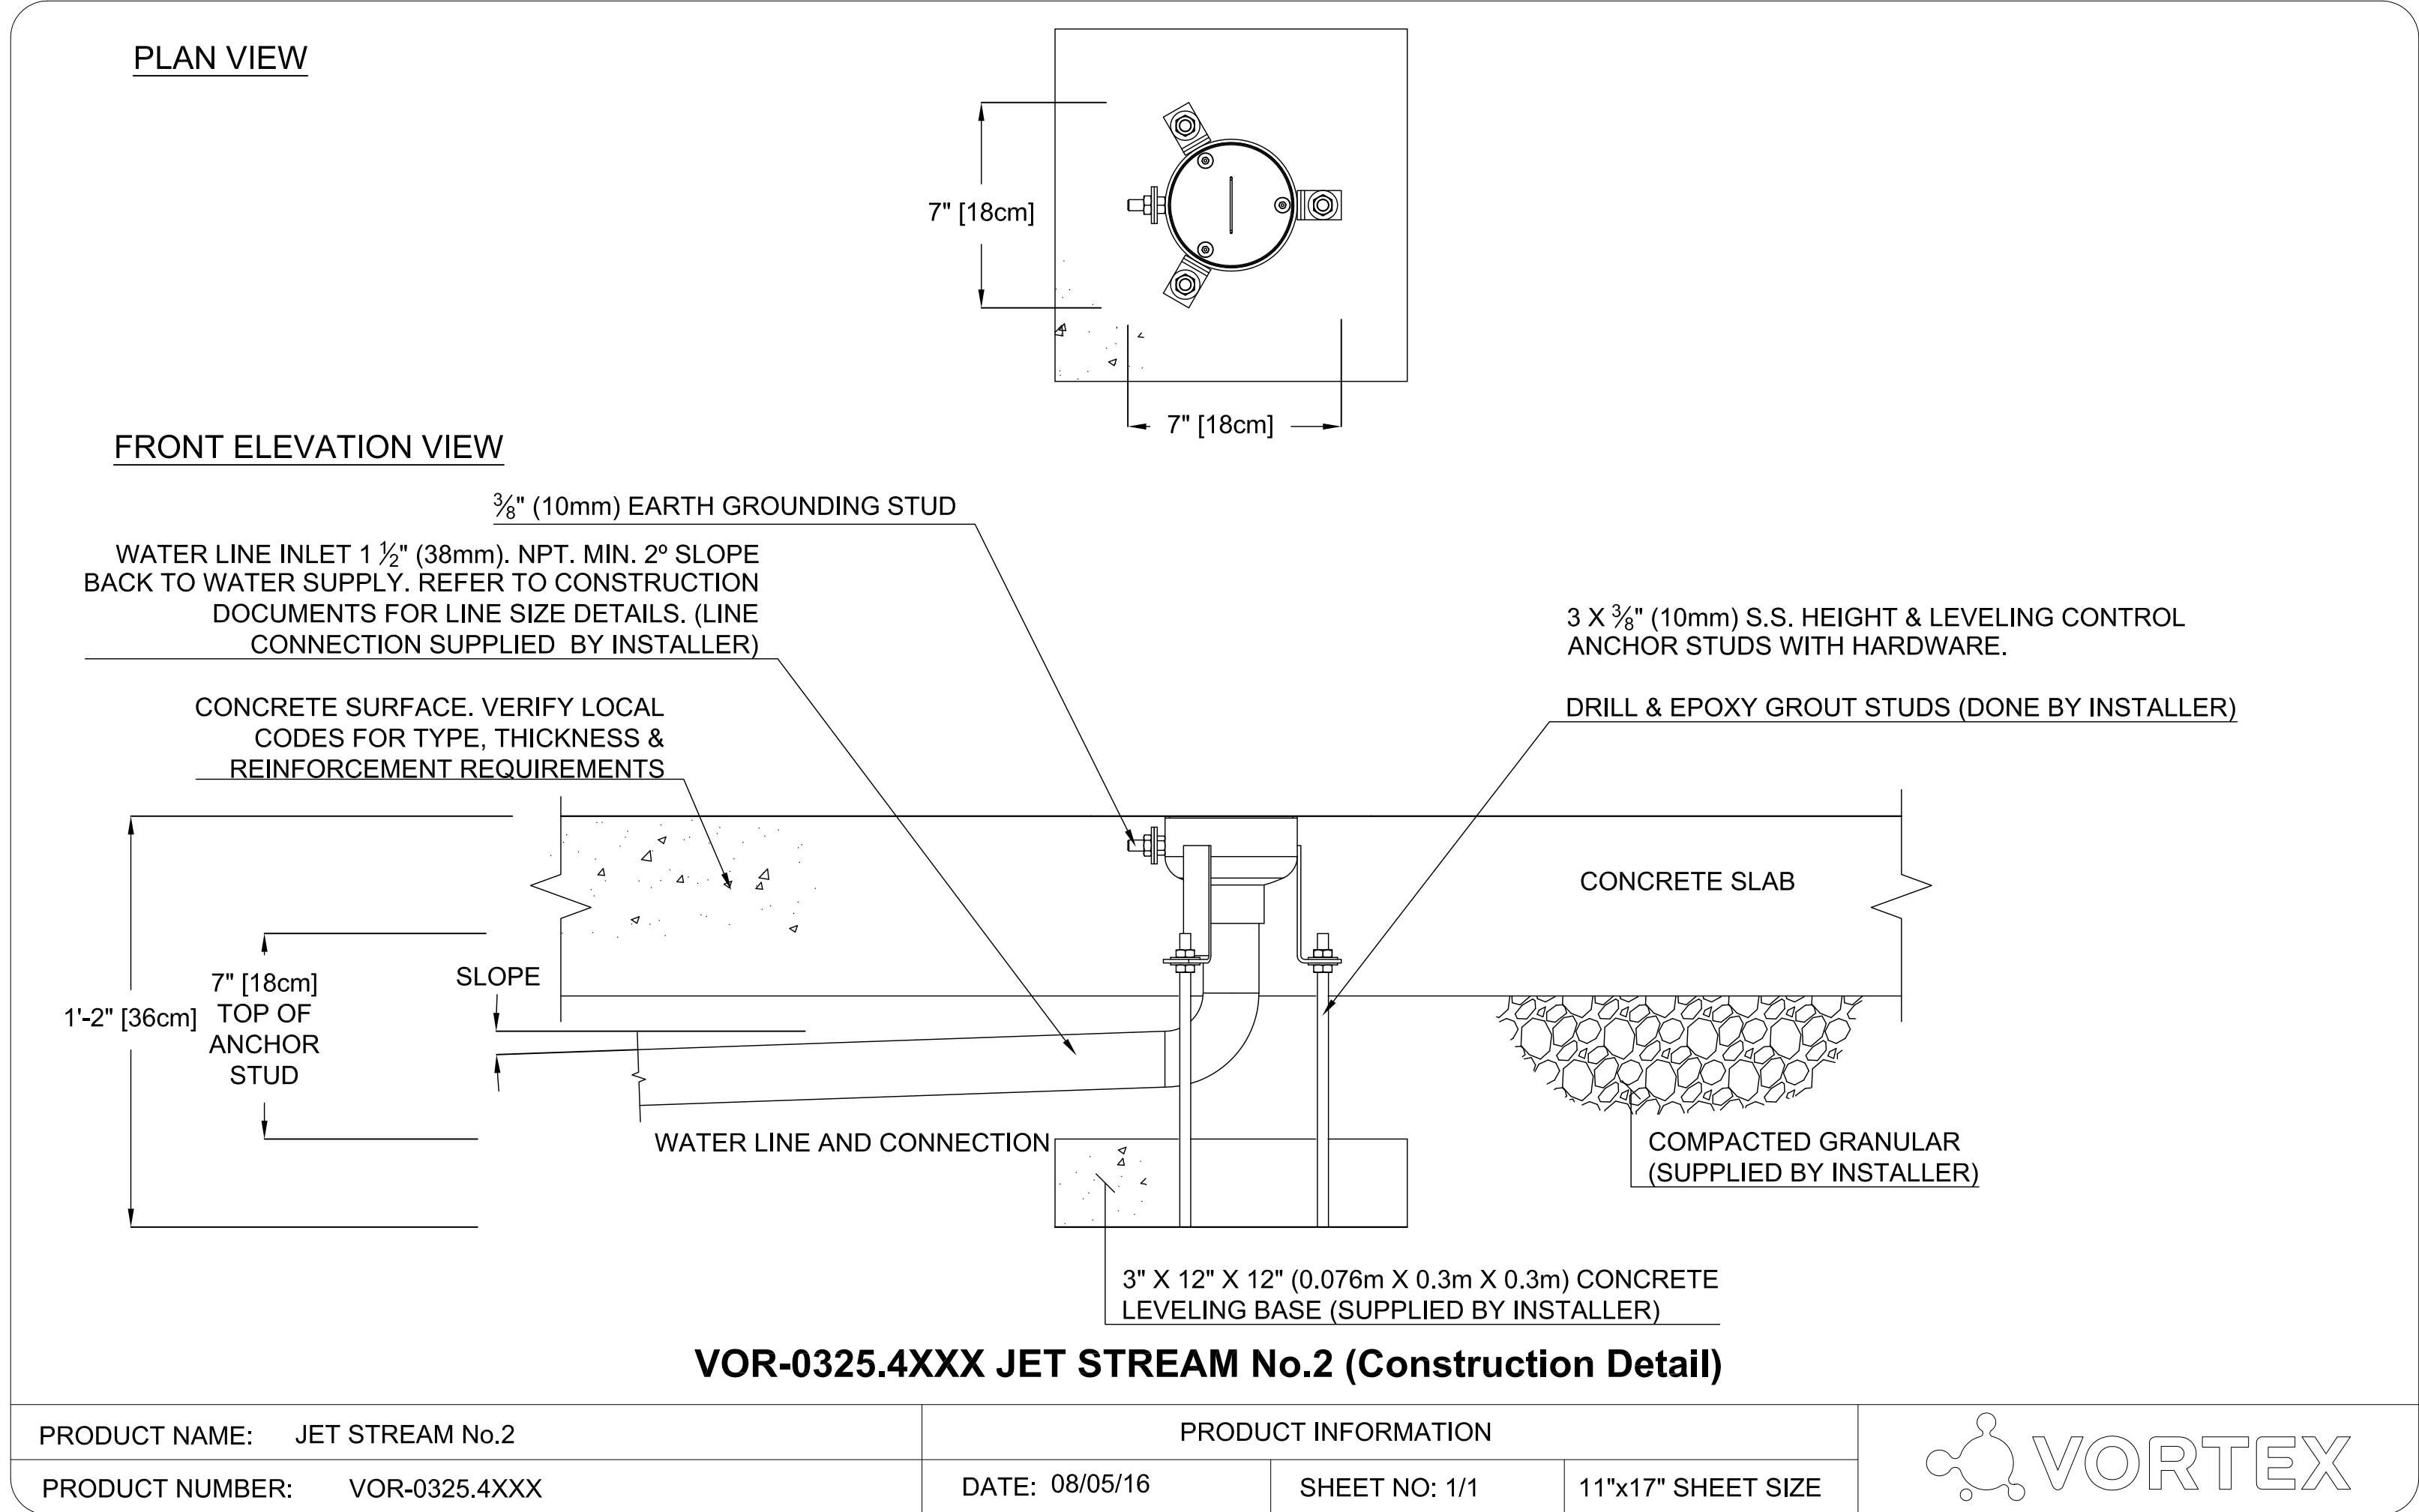 PLAN VIEW
7" [18cm]
7" [18cm]
FRONT ELEVATION VIEW
⅜" (10mm) EARTH GROUNDING STUD
WATER LINE INLET 1 ½" (38mm). NPT. MIN. 2º SLOPE
BACK TO WATER SUPPLY. REFER TO CONSTRUCTION
DOCUMENTS FOR LINE SIZE DETAILS. (LINE
CONNECTION SUPPLIED BY INSTALLER)
3 X ⅜" (10mm) S.S. HEIGHT & LEVELING CONTROL
ANCHOR STUDS WITH HARDWARE.
DRILL & EPOXY GROUT STUDS (DONE BY INSTALLER)
CONCRETE SURFACE. VERIFY LOCAL
CODES FOR TYPE, THICKNESS &
REINFORCEMENT REQUIREMENTS
CONCRETE SLAB
1'-2" [36cm]
7" [18cm]
TOP OF
ANCHOR
STUD
SLOPE
WATER LINE AND CONNECTION
COMPACTED GRANULAR
(SUPPLIED BY INSTALLER)
3" X 12" X 12" (0.076m X 0.3m X 0.3m) CONCRETE
LEVELING BASE (SUPPLIED BY INSTALLER)
VOR-0325.4XXX JET STREAM No.2 (Construction Detail)
PRODUCT NAME: JET STREAM No.2
PRODUCT NUMBER: VOR-0325.4XXX
PRODUCT INFORMATION
DATE: 08/05/16
SHEET NO: 1/1
11"x17" SHEET SIZE
VORTEX